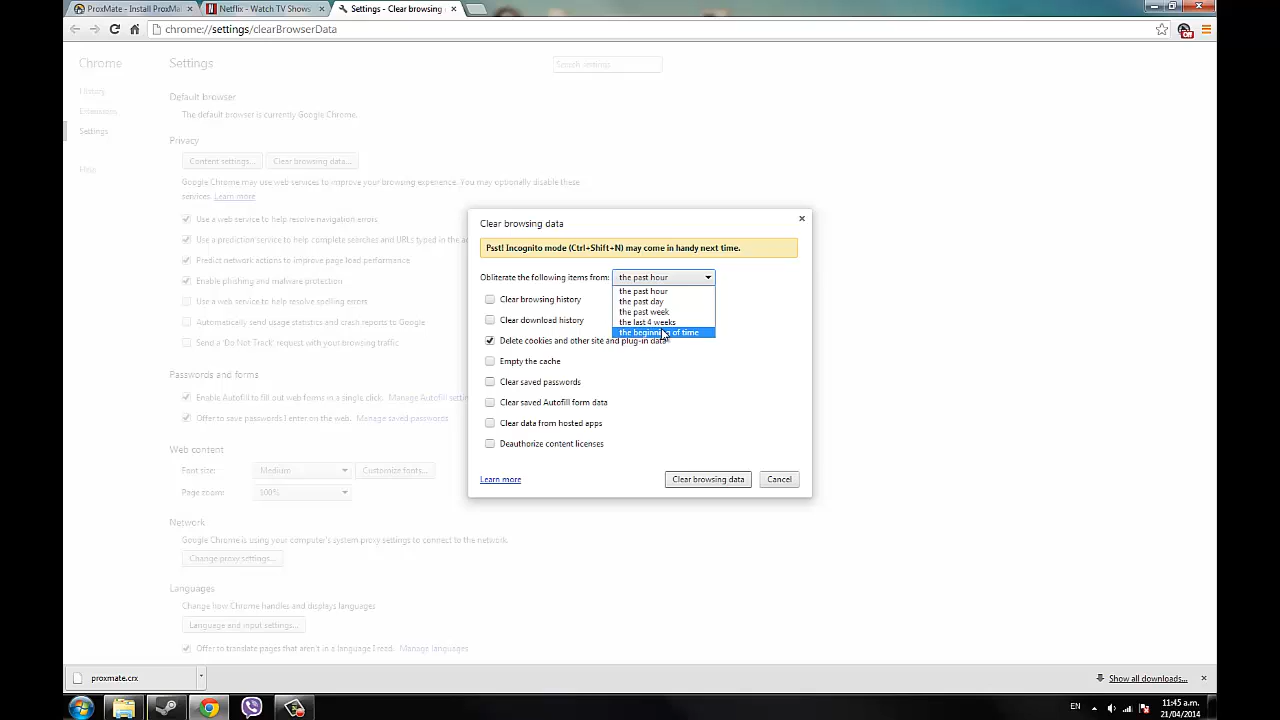 ProxMate - Install ProxMa
Netflix - Watch TV Shows
Settings - Clear browsing
chrome://settings/clearBrowserData
Off
Chrome
Settings
Search settings
History
Extensions
Settings
Help
Default browser
The default browser is currently Google Chrome.
Privacy
Content settings...
Clear browsing data...
Google Chrome may use web services to improve your browsing experience. You may optionally disable these
services. Learn more
Use a web service to help resolve navigation errors
Use a prediction service to help complete searches and URLs typed in the
Predict network actions to improve page load performance
Enable phishing and malware protection
Use a web service to help resolve spelling errors
Automatically send usage statistics and crash reports to Google
Send a 'Do Not Track' request with your browsing traffic
Passwords and forms
Enable Autofill to fill out web forms in a single click. Manage Autofill
Offer to save passwords I enter on the web. Manage saved passwords
Web content
Font size:
Medium
Customize fonts...
Page zoom:
100%
Network
Google Chrome is using your computer's system proxy settings to connect to the network.
Change proxy settings...
Languages
Change how Chrome handles and displays languages
Language and input settings...
Offer to translate pages that aren't in a language I read. Manage languages
Clear browsing data
Psst! Incognito mode (Ctrl+Shift+N) may come in handy next time.
Obliterate the following items from:
the past hour
the past hour
the past day
the past week
the last 4 weeks
the beginning of time
Clear browsing history
Clear download history
Delete cookies and other site and plug-in data
Empty the cache
Clear saved passwords
Clear saved Autofill form data
Clear data from hosted apps
Deauthorize content licenses
Learn more
Clear browsing data
Cancel
proxmate.crx
Show all downloads...
EN
11:45 am
21/04/2014